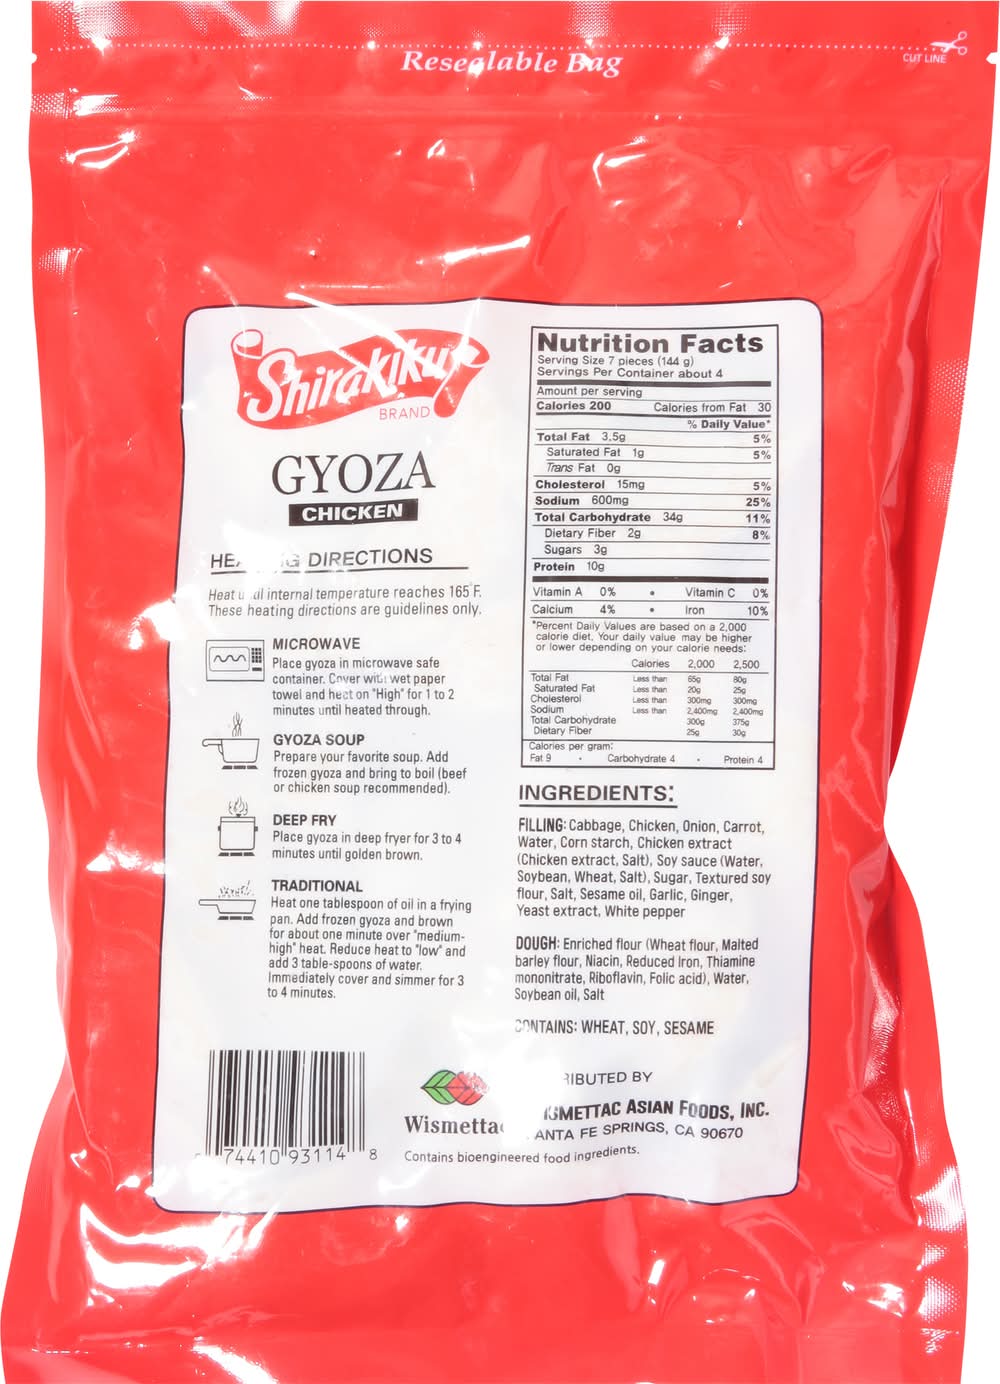 Resealable Bag
CUT LINE
Shirakiku
BRAND
GYOZA
CHICKEN
DIRECTIONS
Heat internal temperature reaches 165°F.
These heating directions are guidelines only.
MICROWAVE
Place gyoza in microwave safe
container. Cover with wet paper
towel and heat on "High" for 1 to 2
minutes until heated through.
GYOZA SOUP
Prepare your favorite soup. Add
frozen gyoza and bring to boil (beef
or chicken soup recommended).
DEEP FRY
Place gyoza in deep fryer for 3 to 4
minutes until golden brown.
TRADITIONAL
Heat one tablespoon of oil in a frying
pan. Add frozen gyoza and brown
for about one minute over "medium-
high" heat. Reduce heat to "low" and
add 3 table-spoons of water.
Immediately cover and simmer for 3
to 4 minutes.
74410 93114 8
Nutrition Facts
Serving Size 7 pieces (144 g)
Servings Per Container about 4
Amount per serving
Calories 200 Calories from Fat 30
% Daily Value*
Total Fat 3.5g 5%
Saturated Fat 1g 5%
Trans Fat 0g
Cholesterol 15mg 5%
Sodium 600mg 25%
Total Carbohydrate 34g 11%
Dietary Fiber 2g 8%
Sugars 3g
Protein 10g
Vitamin A 0% • Vitamin C 0%
Calcium 4% • Iron 10%
*Percent Daily Values are based on a 2,000
calorie diet. Your daily value may be higher
or lower depending on your calorie needs:
Calories 2,000 2,500
Total Fat Less than 65g 80g
Saturated Fat Less than 20g 25g
Cholesterol Less than 300mg 300mg
Sodium Less than 2,400mg 2,400mg
Total Carbohydrate 300g 375g
Dietary Fiber 25g 30g
Calories per gram:
Fat 9 • Carbohydrate 4 • Protein 4
INGREDIENTS:
FILLING: Cabbage, Chicken, Onion, Carrot,
Water, Corn starch, Chicken extract
(Chicken extract, Salt), Soy sauce (Water,
Soybean, Wheat, Salt), Sugar, Textured soy
flour, Salt, Sesame oil, Garlic, Ginger,
Yeast extract, White pepper
DOUGH: Enriched flour (Wheat flour, Malted
barley flour, Niacin, Reduced Iron, Thiamine
mononitrate, Riboflavin, Folic acid), Water,
Soybean oil, Salt
CONTAINS: WHEAT, SOY, SESAME
Wismettac
BY
WISMETTAC ASIAN FOODS, INC.
FE SPRINGS, CA 90670
Contains bioengineered food ingredients.